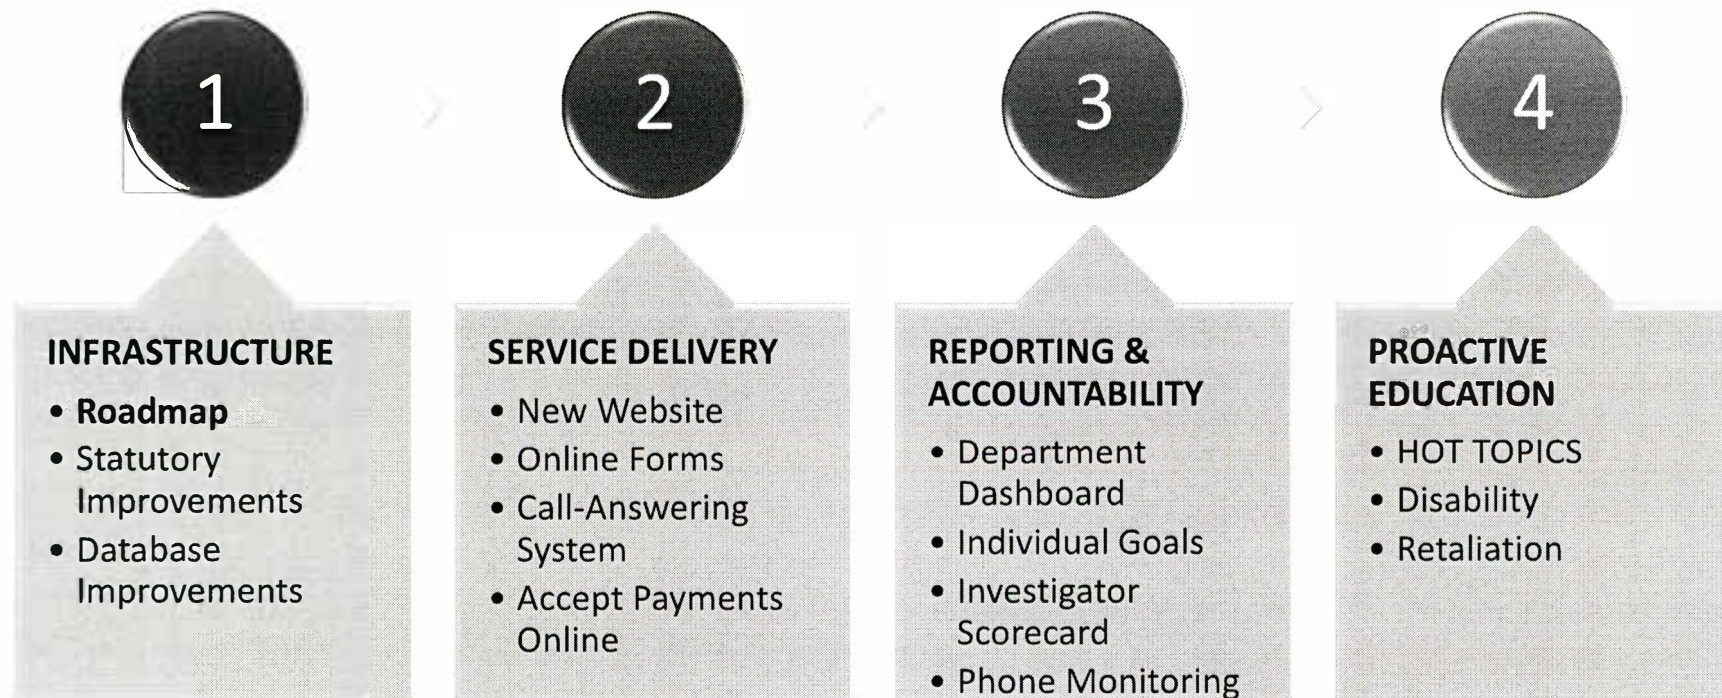 1
2
3
4
INFRASTRUCTURE
• Roadmap
• Statutory
Improvements
• Database
Improvements
SERVICE DELIVERY
• New Website
• Online Forms
• Call-Answering
System
• Accept Payments
Online
REPORTING &
ACCOUNTABILITY
• Department
Dashboard
• Individual Goals
• Investigator
Scorecard
• Phone Monitoring
PROACTIVE
EDUCATION
• HOT TOPICS
• Disability
• Retaliation